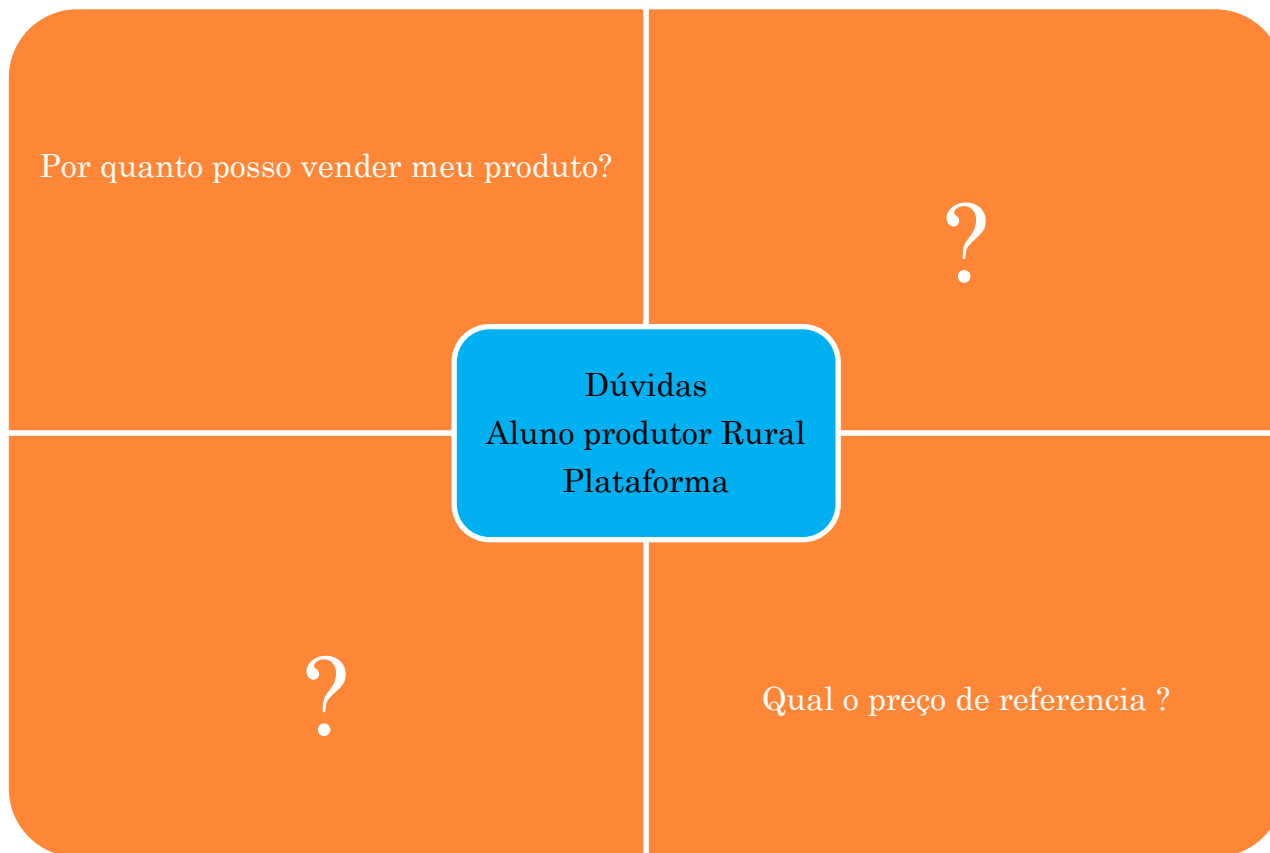 Por quanto posso vender meu produto?
?
Dúvidas
Aluno produtor Rural
Plataforma
?
Qual o preço de referencia ?